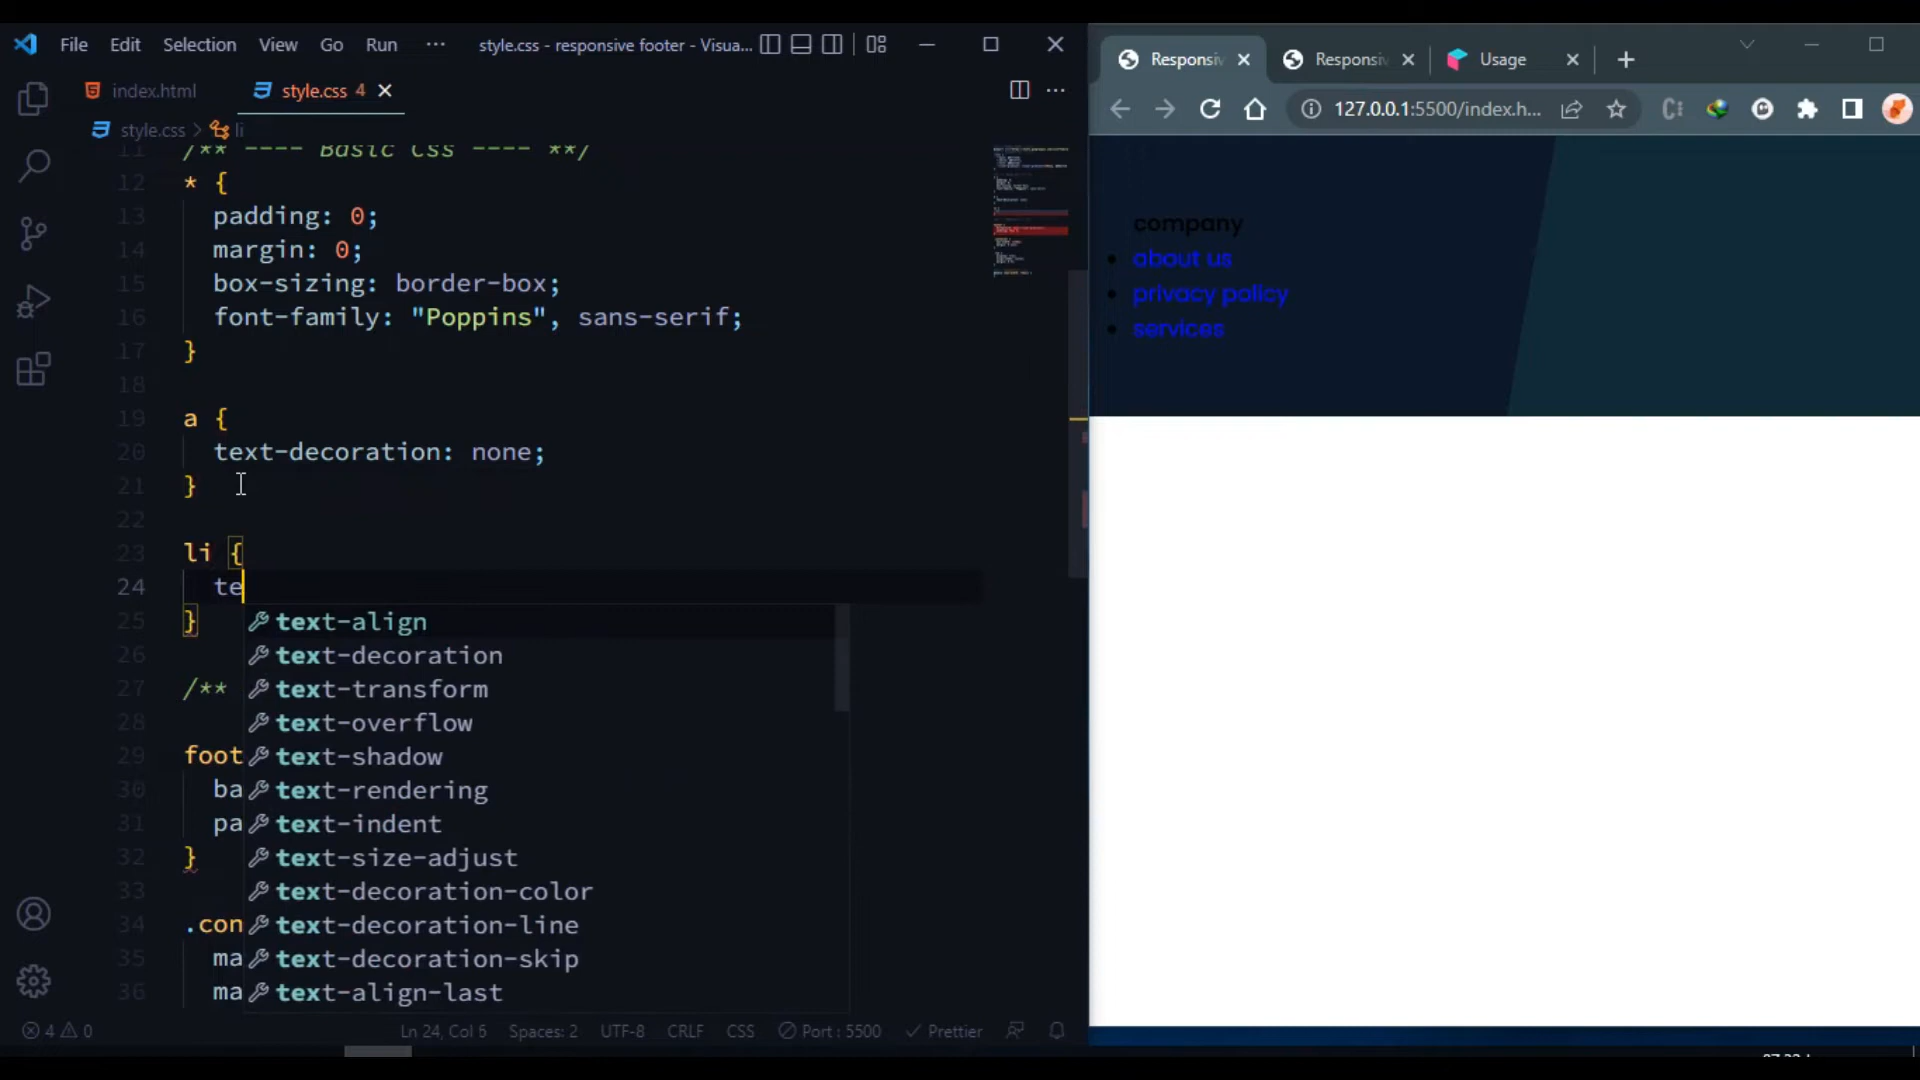 File Edit Selection View Go Run ··· style.css - responsive footer - Visua...
index.html style.css 4
style.css > li
11 /** ---- Basic Css ---- **/
12 * {
13 padding: 0;
14 margin: 0;
15 box-sizing: border-box;
16 font-family: "Poppins", sans-serif;
17 }
18
19 a {
20 text-decoration: none;
21 }
22
23 li {
24 te
25 }
26
27 /**
28
29 foot
30 ba
31 pa
32 }
33
34 .con
35 ma
36 ma
text-align
text-decoration
text-transform
text-overflow
text-shadow
text-rendering
text-indent
text-size-adjust
text-decoration-color
text-decoration-line
text-decoration-skip
text-align-last
4 0 Ln 24, Col 5 Spaces: 2 UTF-8 CRLF CSS Port : 5500 Prettier
Responsiv Responsiv Usage
127.0.0.1:5500/index.h...
company
about us
privacy policy
services